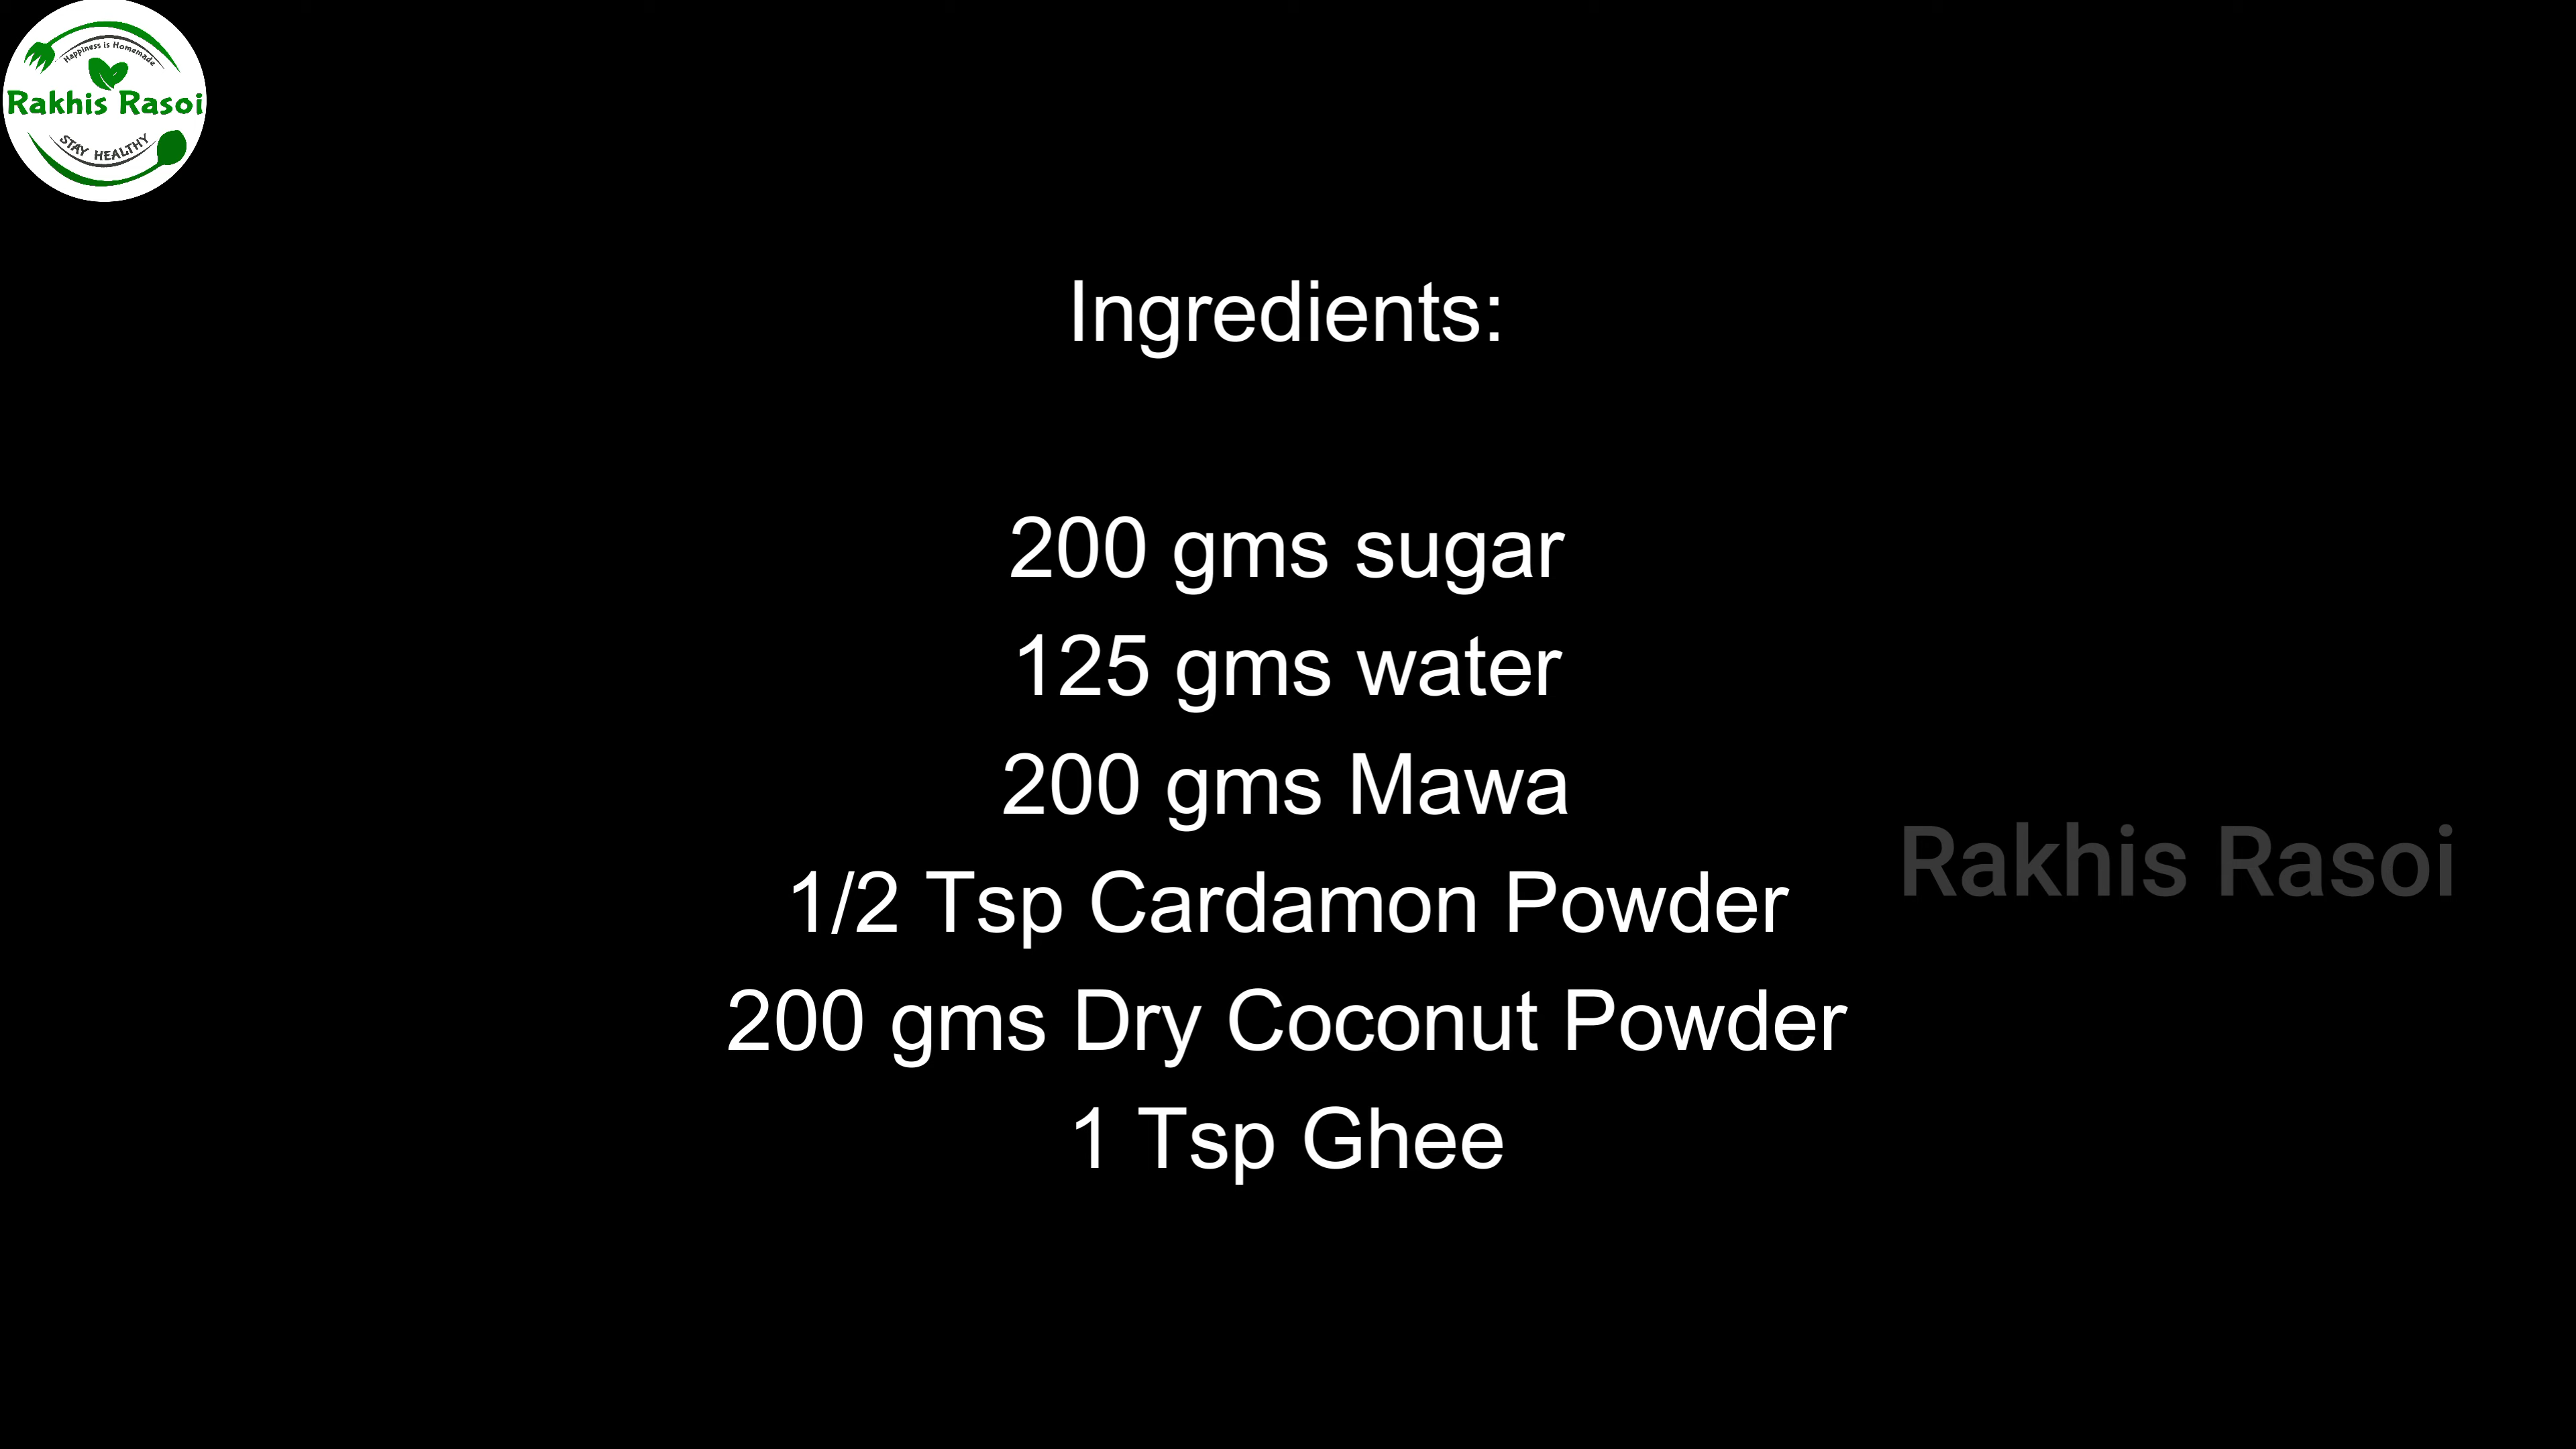 Happiness is Homemade
Rakhis Rasoi
STAY HEALTHY
Ingredients:
200 gms sugar
125 gms water
200 gms Mawa
1/2 Tsp Cardamon Powder
200 gms Dry Coconut Powder
1 Tsp Ghee
Rakhis Rasoi